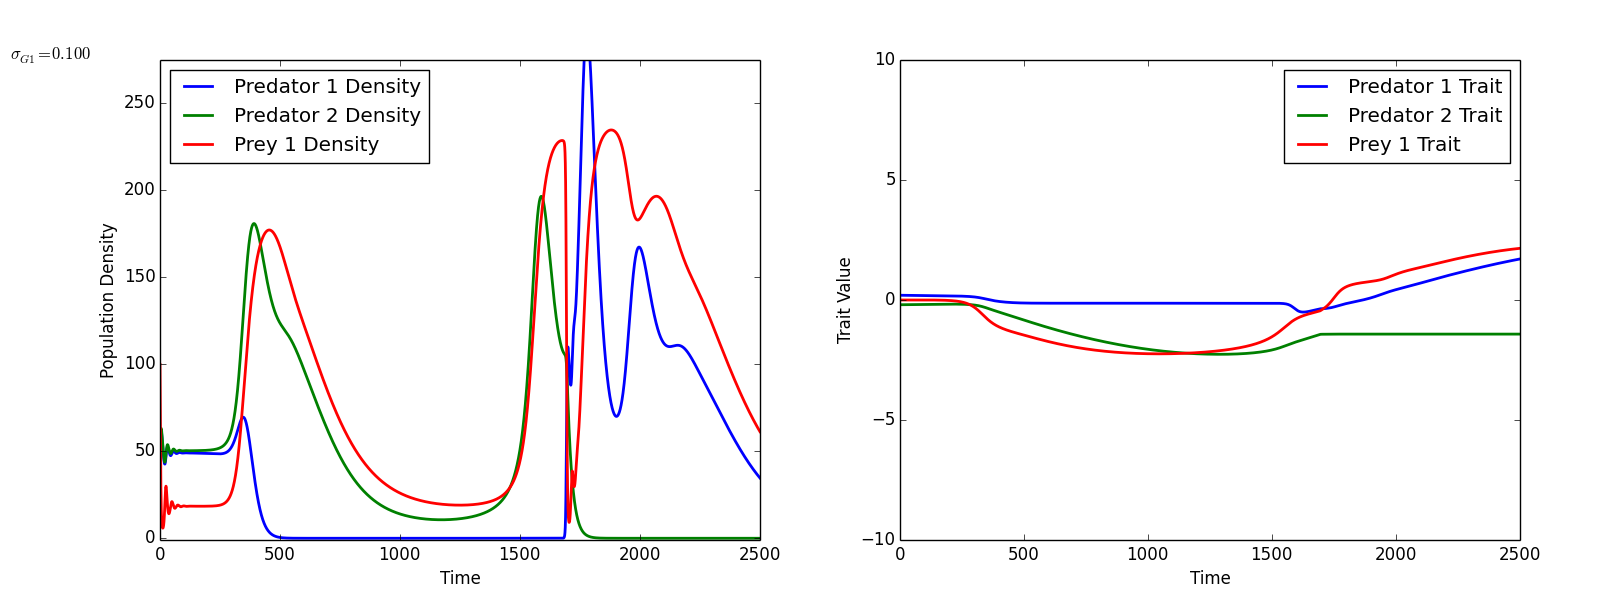 σG1=0.100
Predator 1 Density
Predator 2 Density
Prey 1 Density
250
200
150
100
50
0
0 500 1000 1500 2000 2500
Population Density
Time
Predator 1 Trait
Predator 2 Trait
Prey 1 Trait
10
5
0
−5
−10
0 500 1000 1500 2000 2500
Trait Value
Time